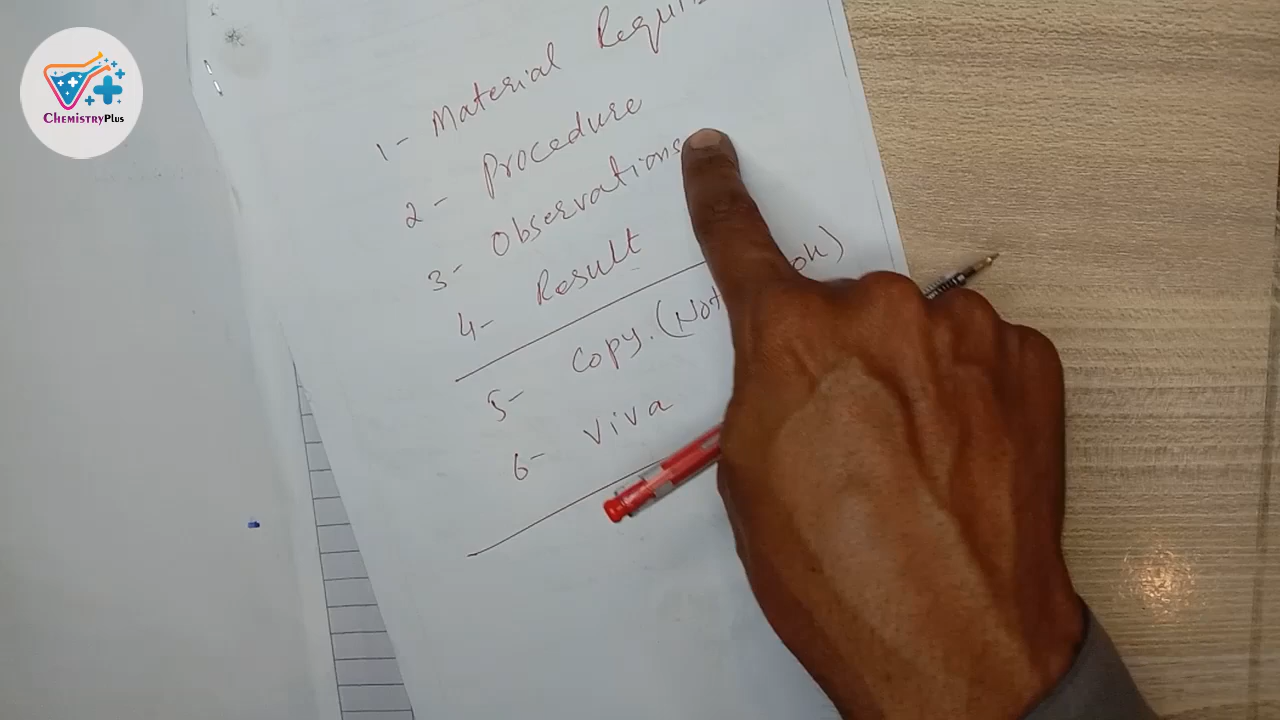 ChemistryPlus
1- Material
2- Procedure
3- Observations
4- Result
5- Copy.
6- Viva